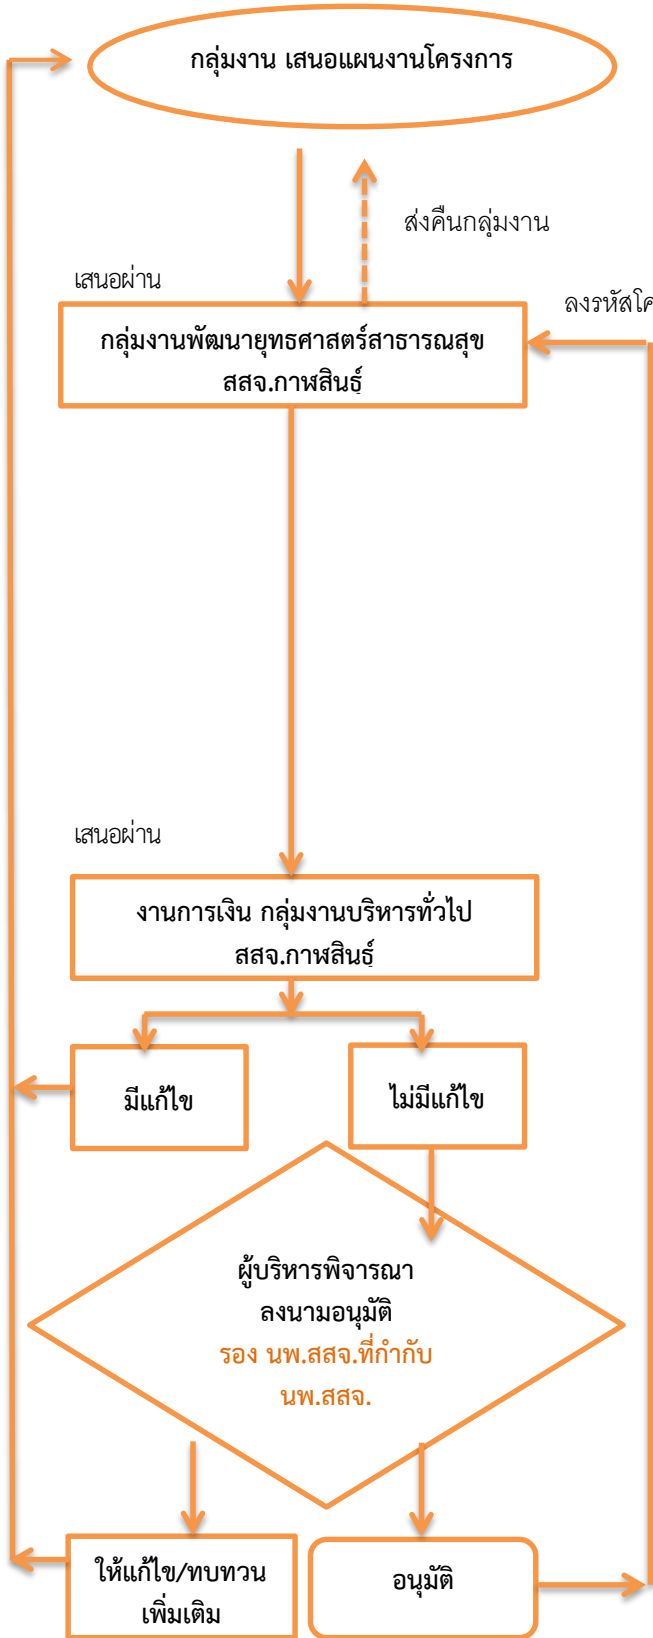 กลุ่มงาน เสนอแผนงานโครงการ
ส่งคืนกลุ่มงาน
เสนอผ่าน
ลงรหัสโค
กลุ่มงานพัฒนายุทธศาสตร์สาธารณสุข
สสจ.กาฬสินธุ์
เสนอผ่าน
งานการเงิน กลุ่มงานบริหารทั่วไป
สสจ.กาฬสินธุ์
มีแก้ไข
ไม่มีแก้ไข
ผู้บริหารพิจารณา
ลงนามอนุมัติ
รอง นพ.สสจ.ที่กำกับ
นพ.สสจ.
ให้แก้ไข/ทบทวน
เพิ่มเติม
อนุมัติ